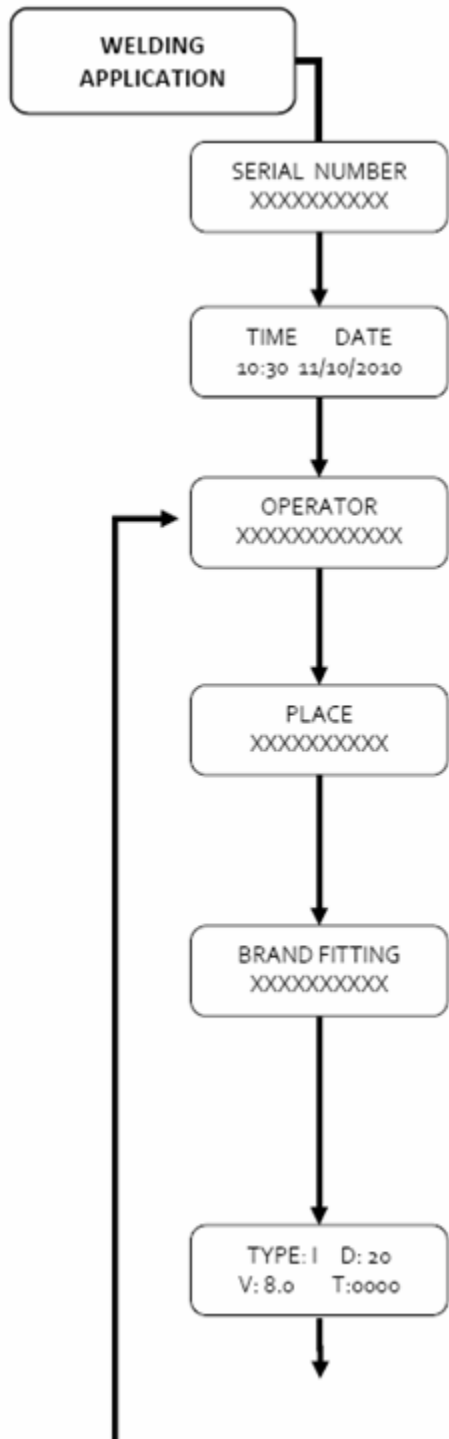 WELDING
APPLICATION
SERIAL NUMBER
XXXXXXXXXX
TIME DATE
10:30 11/10/2010
OPERATOR
XXXXXXXXXXXX
PLACE
XXXXXXXXXX
BRAND FITTING
XXXXXXXXXX
TYPE: I D: 20
V: 8.0 T:0000